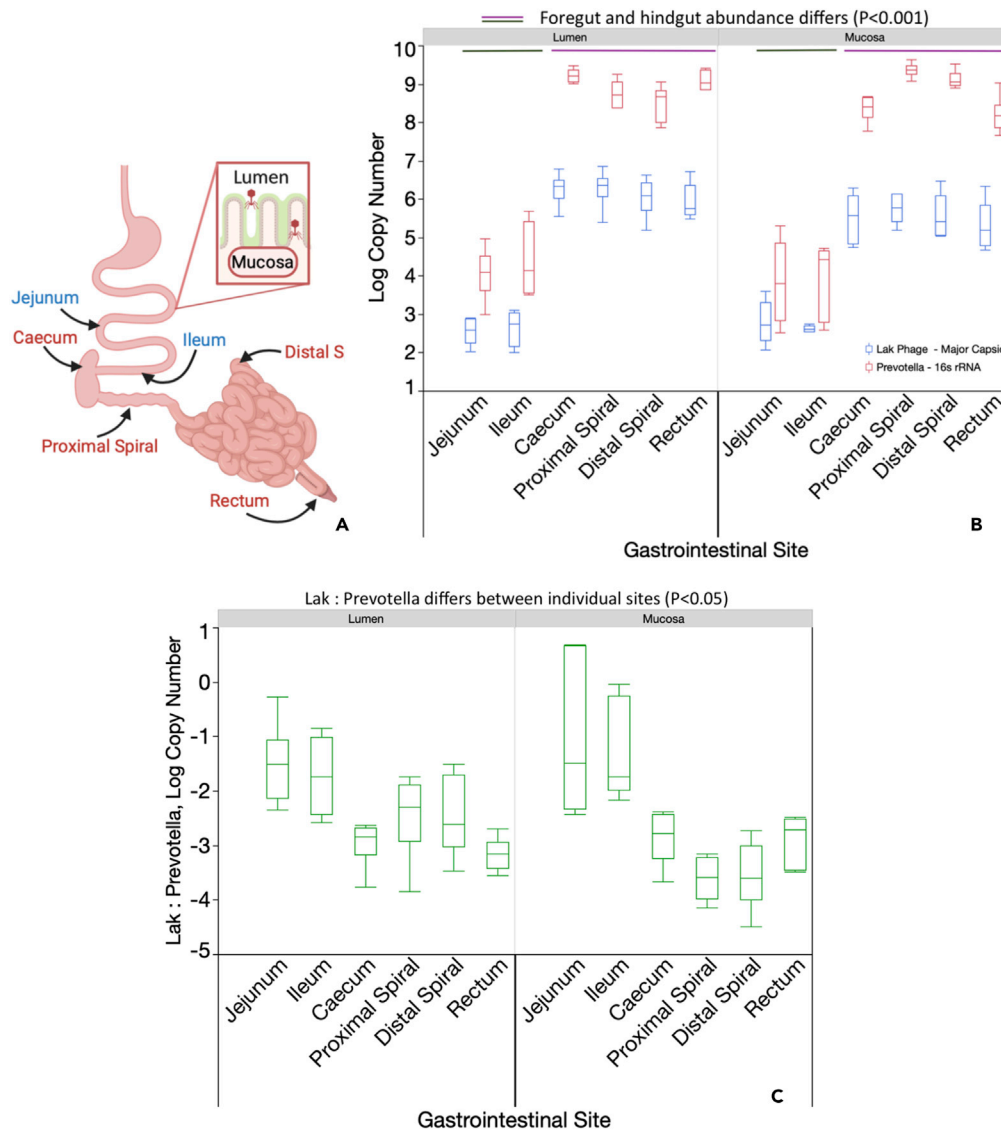 Lumen
Mucosa
Jejunum
Caecum
Ileum
Distal S
Proximal Spiral
Rectum
A
Foregut and hindgut abundance differs (P<0.001)
Lumen
Mucosa
Log Copy Number
10
9
8
7
6
5
4
3
2
1
Lak Phage - Major Capsid
Prevotella - 16s rRNA
Jejunum
Ileum
Caecum
Proximal Spiral
Distal Spiral
Rectum
Jejunum
Ileum
Caecum
Proximal Spiral
Distal Spiral
Rectum
Gastrointestinal Site
B
Lak : Prevotella differs between individual sites (P<0.05)
Lumen
Mucosa
Lak : Prevotella, Log Copy Number
1
0
-1
-2
-3
-4
-5
Jejunum
Ileum
Caecum
Proximal Spiral
Distal Spiral
Rectum
Jejunum
Ileum
Caecum
Proximal Spiral
Distal Spiral
Rectum
Gastrointestinal Site
C